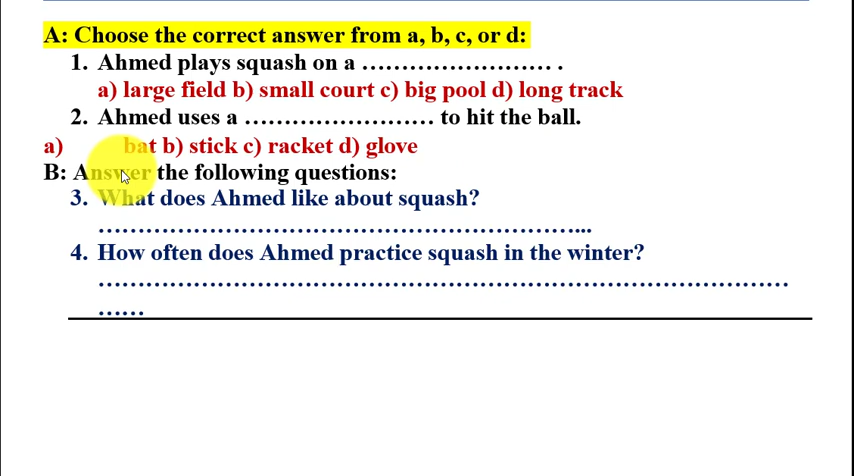 A: Choose the correct answer from a, b, c, or d:
1. Ahmed plays squash on a …………………… .
a) large field b) small court c) big pool d) long track
2. Ahmed uses a …………………… to hit the ball.
a) bat b) stick c) racket d) glove
B: Answer the following questions:
3. What does Ahmed like about squash?
……………………………………………………...
4. How often does Ahmed practice squash in the winter?
……………………………………………………………………………
……